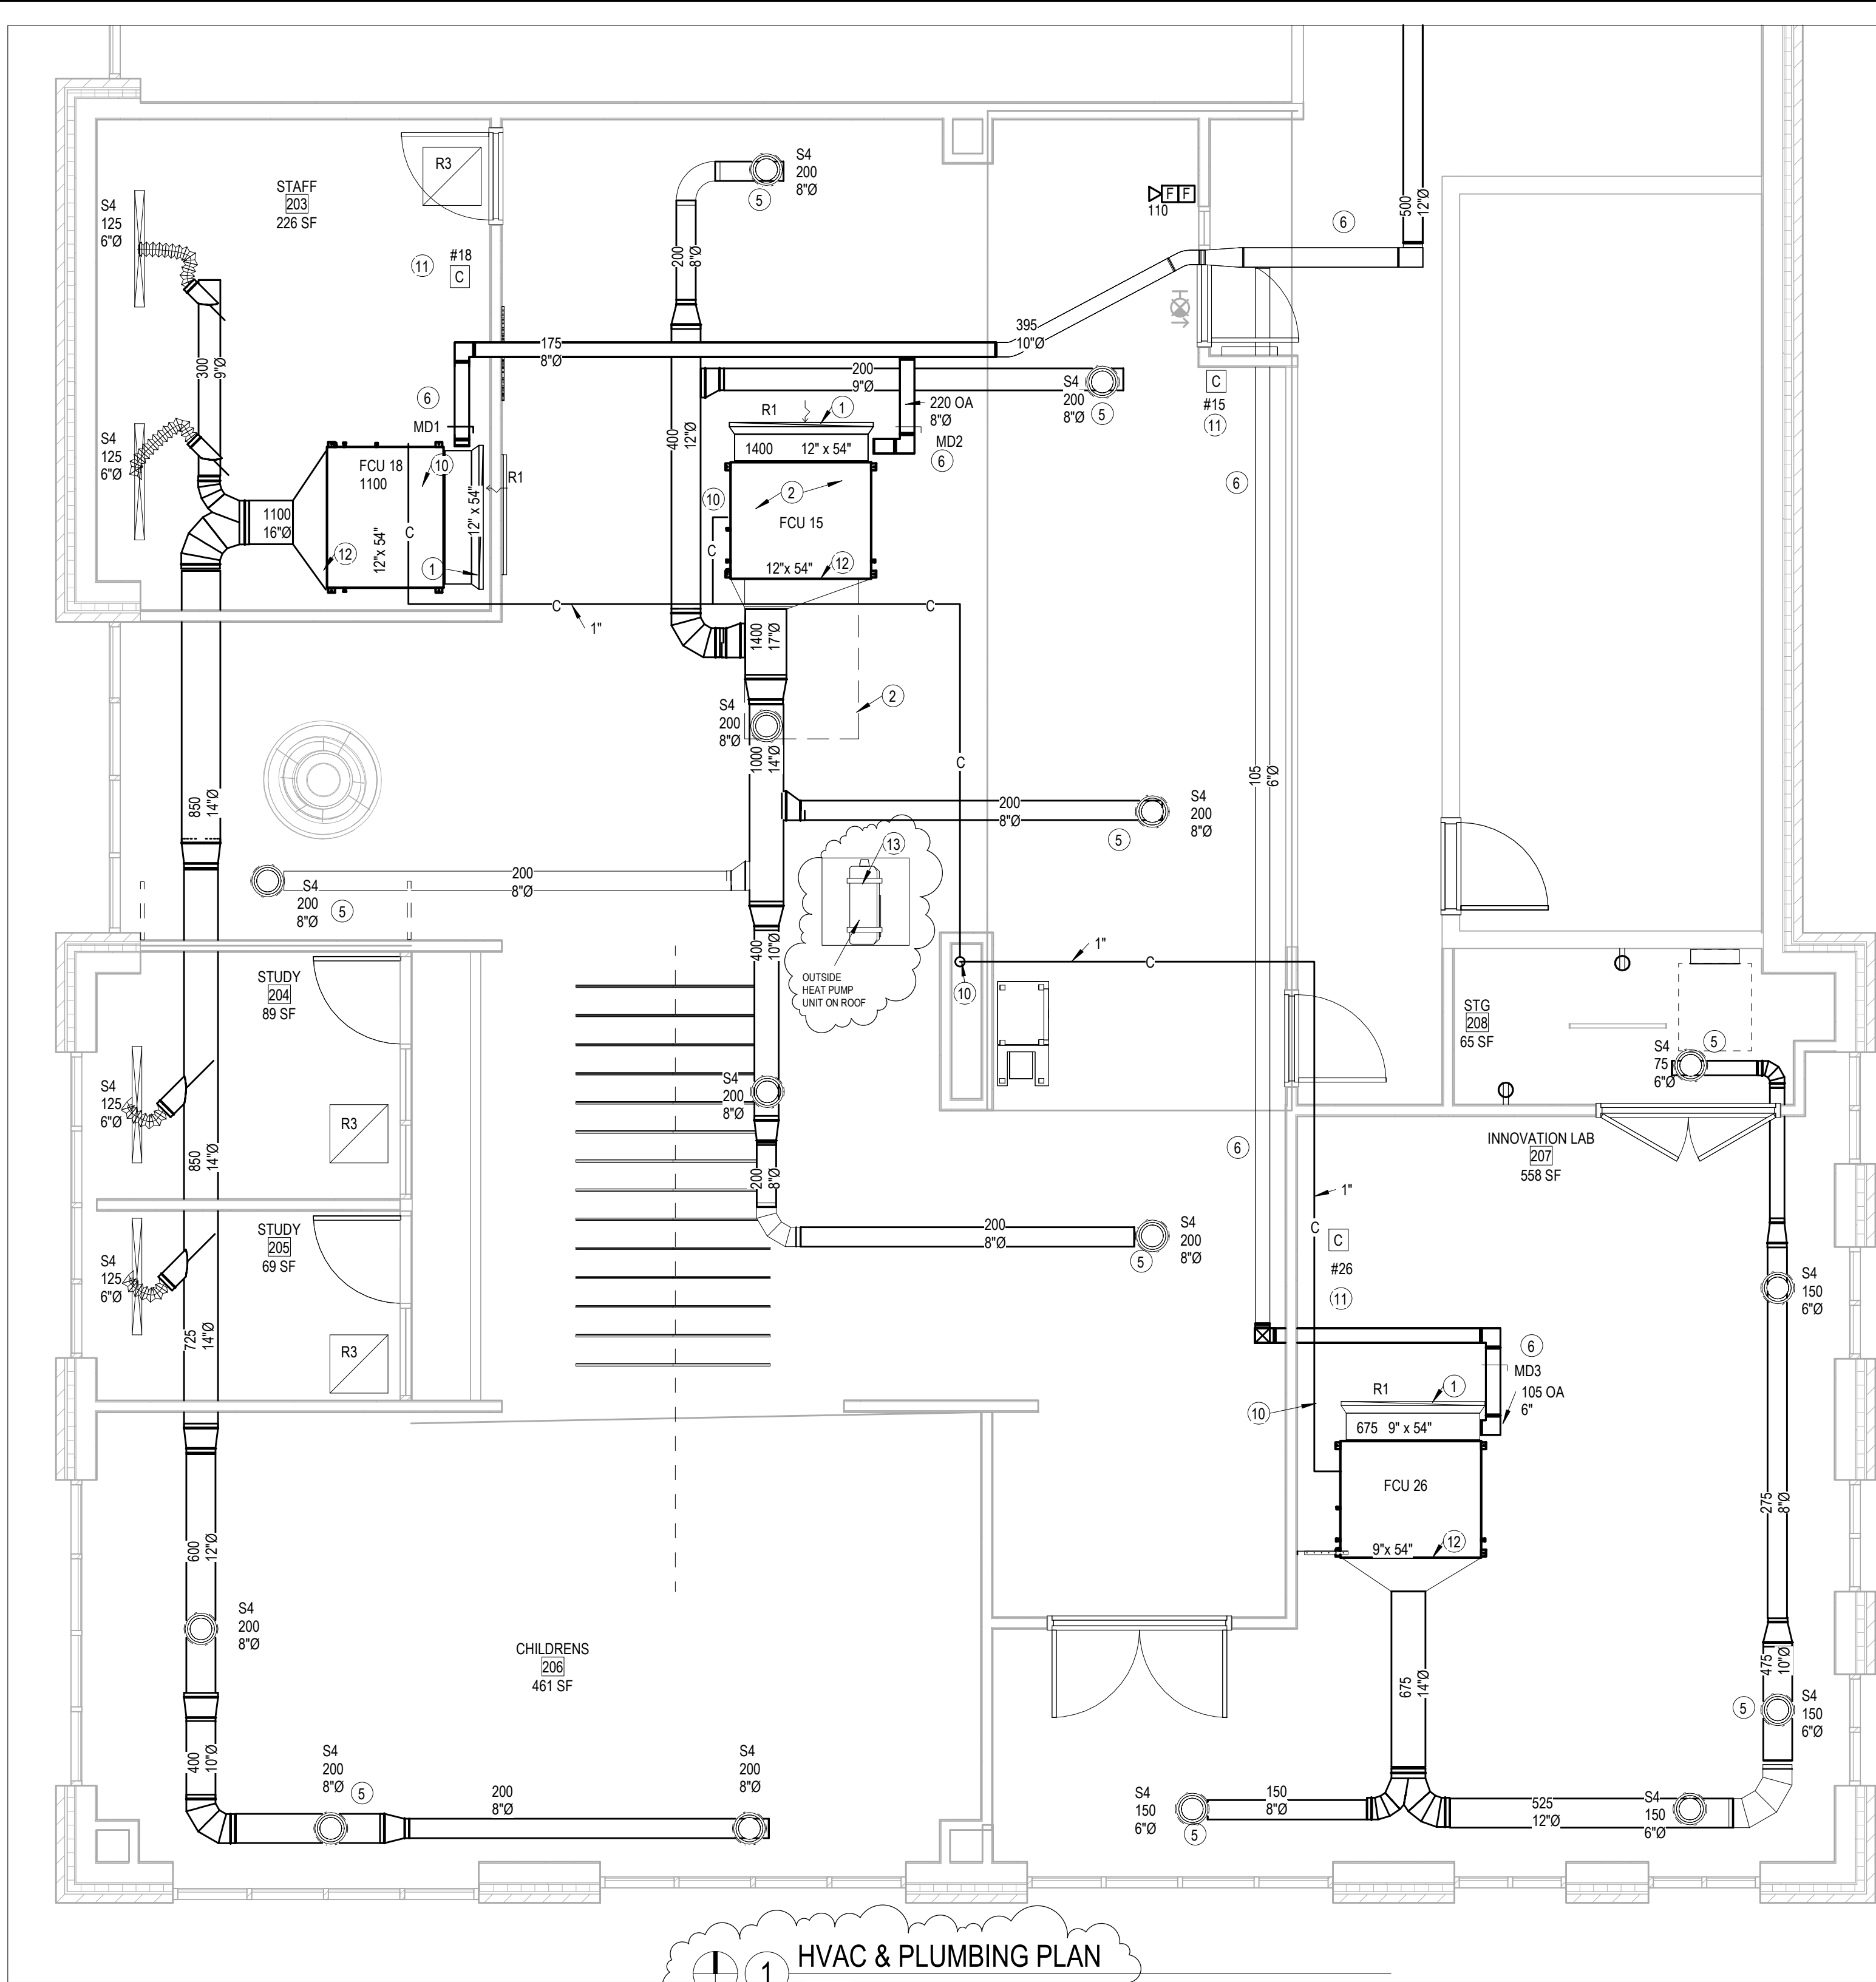 S4
200
8"Ø
5
R3
STAFF
203
226 SF
S4
125
6"Ø
F F
110
500
12"Ø
6
200
8"Ø
11
#18
C
300
9"Ø
395
10"Ø
175
8"Ø
200
9"Ø
S4
200
8"Ø
5
C
#15
11
6
MD1
R1
1
220 OA
8"Ø
MD2
6
400
12"Ø
1400
12" x 54"
S4
125
6"Ø
FCU 18
1100
10
R1
12" x 54"
10
2
FCU 15
6
1100
16"Ø
C
12"x 54"
12
1
C
12"x 54"
12
C
1"
C
1400
17"Ø
2
S4
200
8"Ø
1000
14"Ø
C
105
6"Ø
850
14"Ø
200
8"Ø
S4
200
8"Ø
5
13
200
8"Ø
S4
200
8"Ø
5
400
10"Ø
OUTSIDE
HEAT PUMP
UNIT ON ROOF
1"
C
10
STUDY
204
89 SF
STG
208
65 SF
S4
75
6"Ø
5
S4
125
6"Ø
R3
S4
200
8"Ø
850
14"Ø
200
8"Ø
6
INNOVATION LAB
207
558 SF
1"
STUDY
205
69 SF
200
8"Ø
S4
200
8"Ø
5
C
C
#26
11
S4
125
6"Ø
S4
150
6"Ø
725
14"Ø
R3
6
MD3
105 OA
6"
R1
1
10
675
9" x 54"
FCU 26
275
8"Ø
600
12"Ø
9"x 54"
12
S4
200
8"Ø
CHILDRENS
206
461 SF
675
14"Ø
475
10"Ø
5
S4
150
6"Ø
400
10"Ø
S4
200
8"Ø
5
200
8"Ø
S4
200
8"Ø
S4
150
6"Ø
5
150
8"Ø
525
12"Ø
S4
150
6"Ø
1
HVAC & PLUMBING PLAN